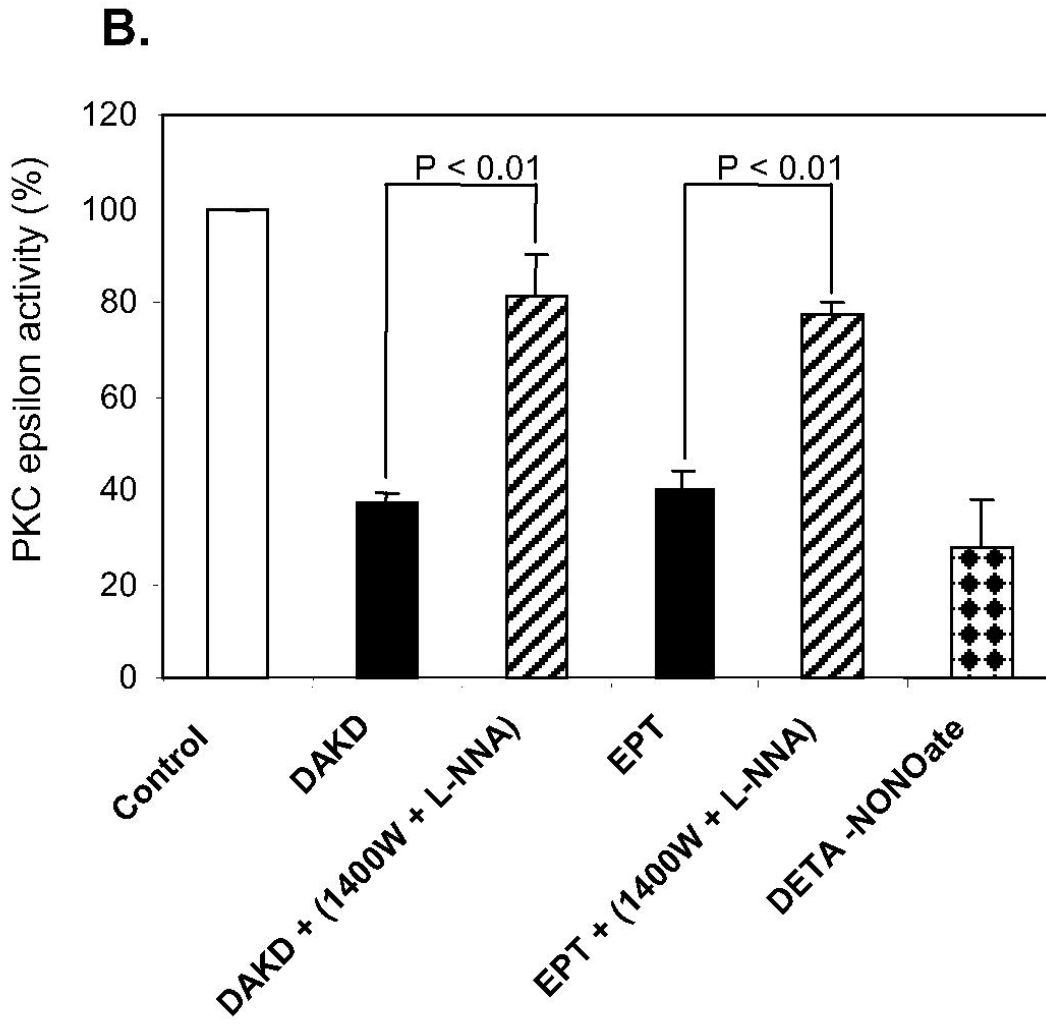 B.
PKC epsilon activity (%)
120
100
80
60
40
20
0
P < 0.01
P < 0.01
Control
DAKD
DAKD + (1400W + L-NNA)
EPT
EPT + (1400W + L-NNA)
DETA -NONOate